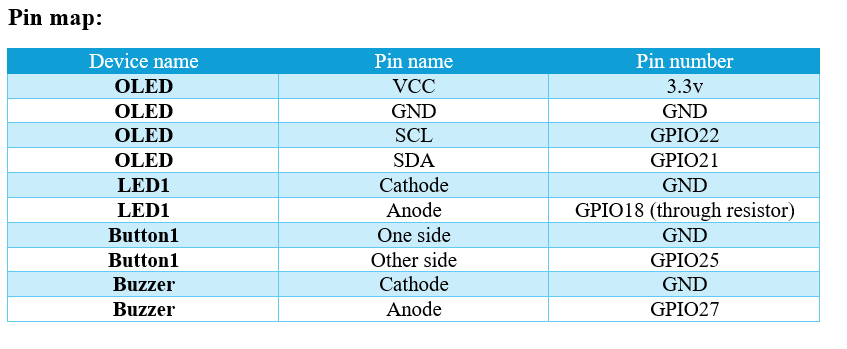 Pin map:
Device name Pin name Pin number
OLED VCC 3.3v
OLED GND GND
OLED SCL GPIO22
OLED SDA GPIO21
LED1 Cathode GND
LED1 Anode GPIO18 (through resistor)
Button1 One side GND
Button1 Other side GPIO25
Buzzer Cathode GND
Buzzer Anode GPIO27